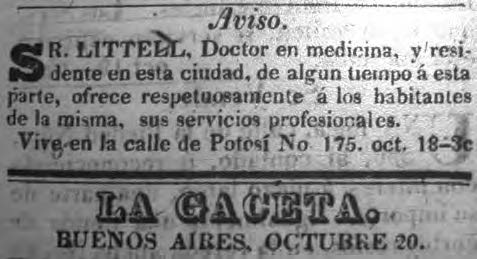 Aviso.
SR. LITTELL, Doctor en medicina, y resi-
dente en esta ciudad, de algun tiempo á esta
parte, ofrece respetuosamente á los habitantes
de la misma, sus servicios profesionales.
Vive en la calle de Potosí No 175. oct. 18-3c
LA GACETA.
BUENOS AIRES, OCTUBRE 20.